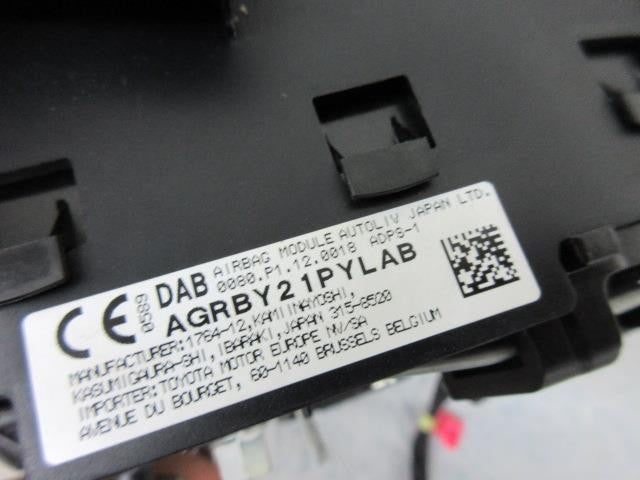 CE 0589 DAB AIRBAG MODULE AUTOLIV JAPAN LTD.
0080.P1.12.0018 ADPS-1
AGRBY21PYLAB
MANUFACTURER:1764-12,KAMIINAYOSHI,
KASUMIGAURA-SHI, IBARAKI,JAPAN 315-8520
IMPORTER:TOYOTA MOTOR EUROPE NV/SA
AVENUE DU BOURGET, 60-1140 BRUSSELS BELGIUM